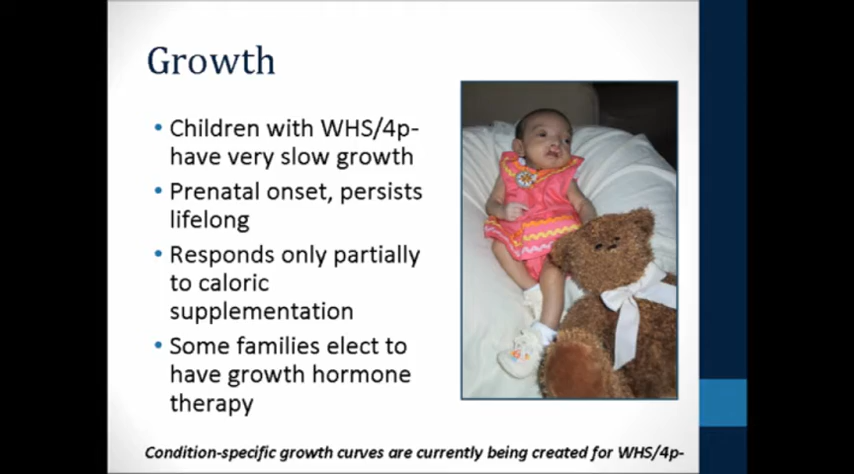 Growth
• Children with WHS/4p-
have very slow growth
• Prenatal onset, persists
lifelong
• Responds only partially
to caloric
supplementation
• Some families elect to
have growth hormone
therapy
Condition-specific growth curves are currently being created for WHS/4p-